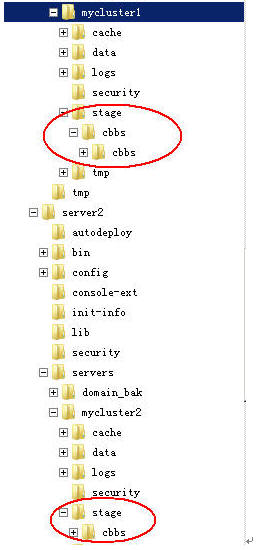 mycluster1
cache
data
logs
security
stage
cbbs
cbbs
tmp
tmp
server2
autodeploy
bin
config
console-ext
init-info
lib
security
servers
domain_bak
mycluster2
cache
data
logs
security
stage
cbbs